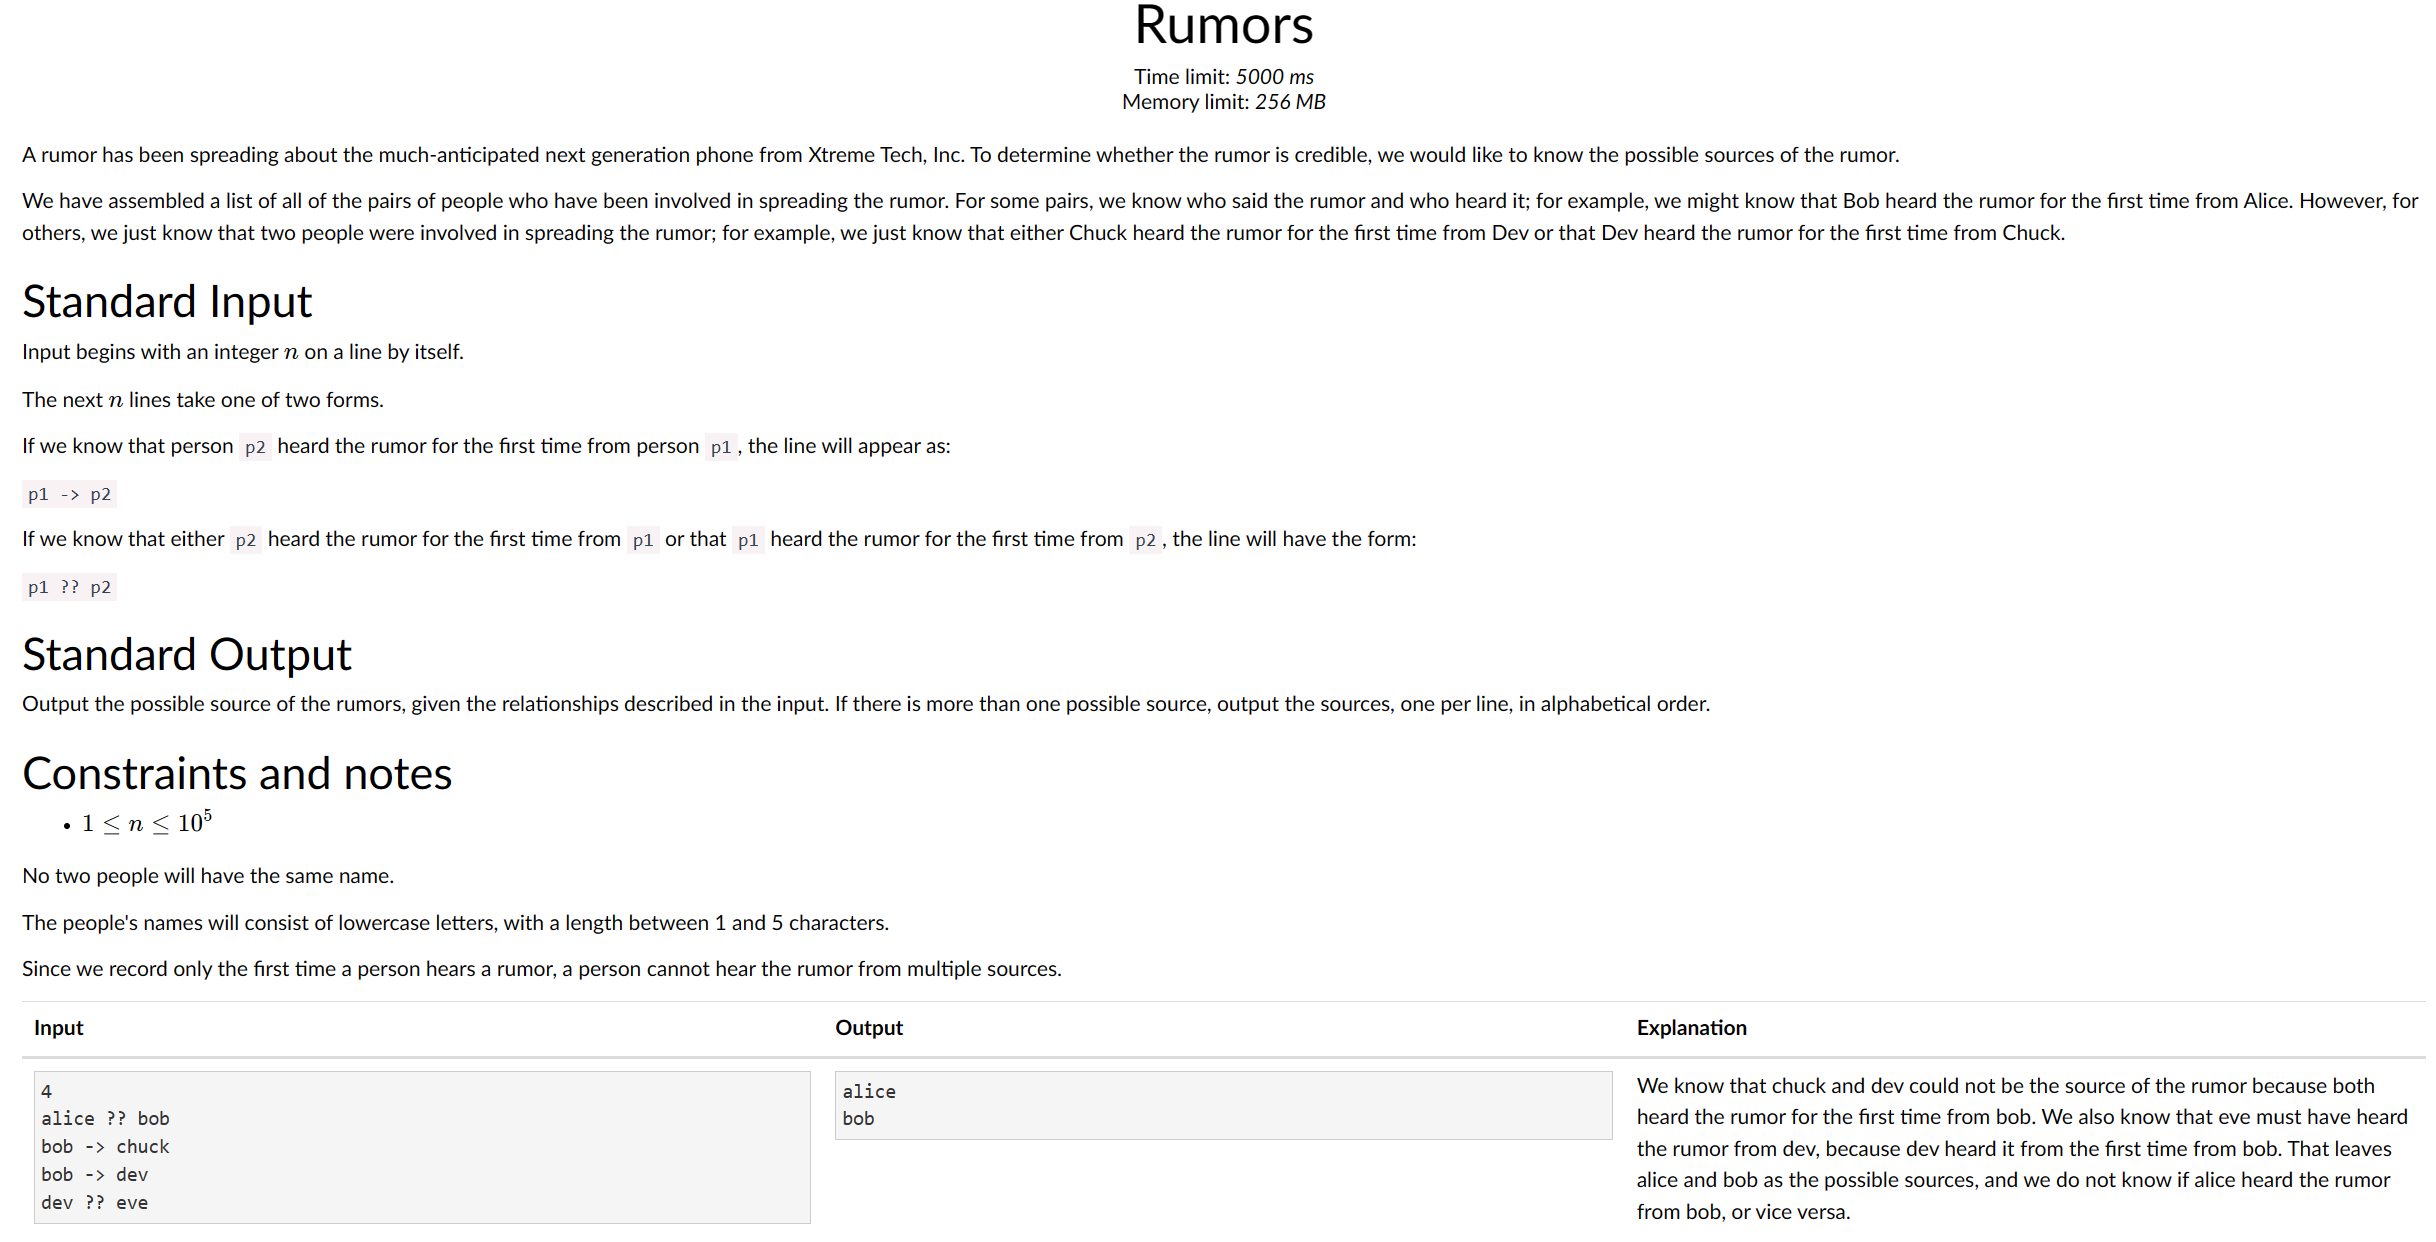 Rumors
Time limit: 5000 ms
Memory limit: 256 MB
A rumor has been spreading about the much-anticipated next generation phone from Xtreme Tech, Inc. To determine whether the rumor is credible, we would like to know the possible sources of the rumor.
We have assembled a list of all of the pairs of people who have been involved in spreading the rumor. For some pairs, we know who said the rumor and who heard it; for example, we might know that Bob heard the rumor for the first time from Alice. However, for
others, we just know that two people were involved in spreading the rumor; for example, we just know that either Chuck heard the rumor for the first time from Dev or that Dev heard the rumor for the first time from Chuck.
Standard Input
Input begins with an integer n on a line by itself.
The next n lines take one of two forms.
If we know that person p2 heard the rumor for the first time from person p1, the line will appear as:
p1 -> p2
If we know that either p2 heard the rumor for the first time from p1 or that p1 heard the rumor for the first time from p2, the line will have the form:
p1 ?? p2
Standard Output
Output the possible source of the rumors, given the relationships described in the input. If there is more than one possible source, output the sources, one per line, in alphabetical order.
Constraints and notes
• 1 ≤ n ≤ 10⁵
No two people will have the same name.
The people's names will consist of lowercase letters, with a length between 1 and 5 characters.
Since we record only the first time a person hears a rumor, a person cannot hear the rumor from multiple sources.
Input Output Explanation
4
alice ?? bob
bob -> chuck
bob -> dev
dev ?? eve
alice
bob
We know that chuck and dev could not be the source of the rumor because both
heard the rumor for the first time from bob. We also know that eve must have heard
the rumor from dev, because dev heard it from the first time from bob. That leaves
alice and bob as the possible sources, and we do not know if alice heard the rumor
from bob, or vice versa.